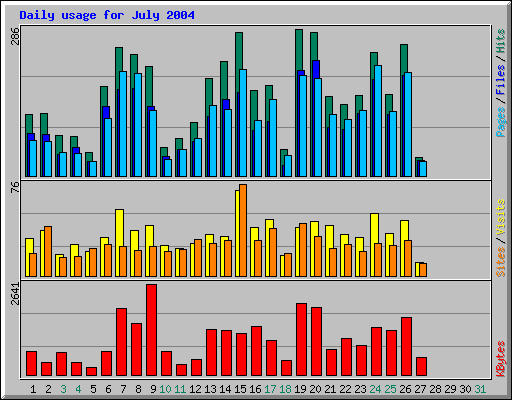 Daily usage for July 2004
286
Pages / Files / Hits
76
Sites / Visits
2641
KBytes
1 2 3 4 5 6 7 8 9 10 11 12 13 14 15 16 17 18 19 20 21 22 23 24 25 26 27 28 29 30 31